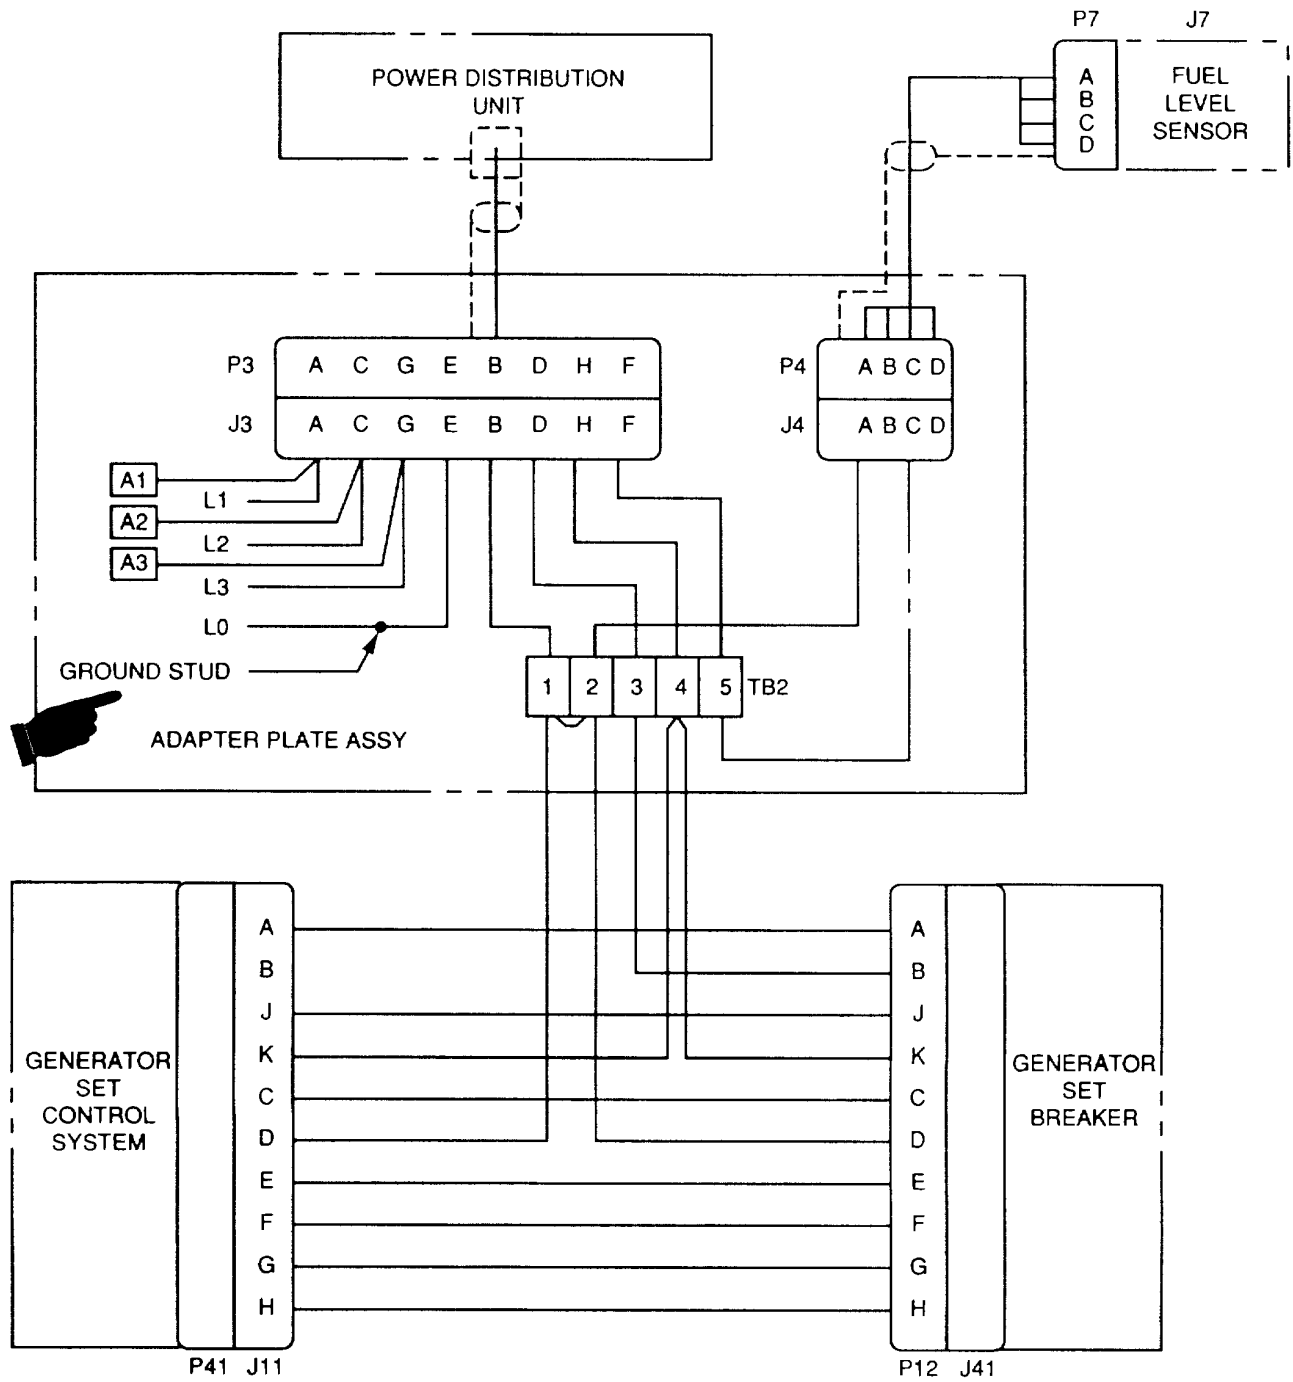 P7 J7
POWER DISTRIBUTION
UNIT
A
B
C
D
FUEL
LEVEL
SENSOR
P3 A C G E B D H F
J3 A C G E B D H F
P4 A B C D
J4 A B C D
A1
L1
A2
L2
A3
L3
L0
GROUND STUD
1 2 3 4 5 TB2
ADAPTER PLATE ASSY
GENERATOR
SET
CONTROL
SYSTEM
A
B
J
K
C
D
E
F
G
H
A
B
J
K
C
D
E
F
G
H
GENERATOR
SET
BREAKER
P41 J11
P12 J41